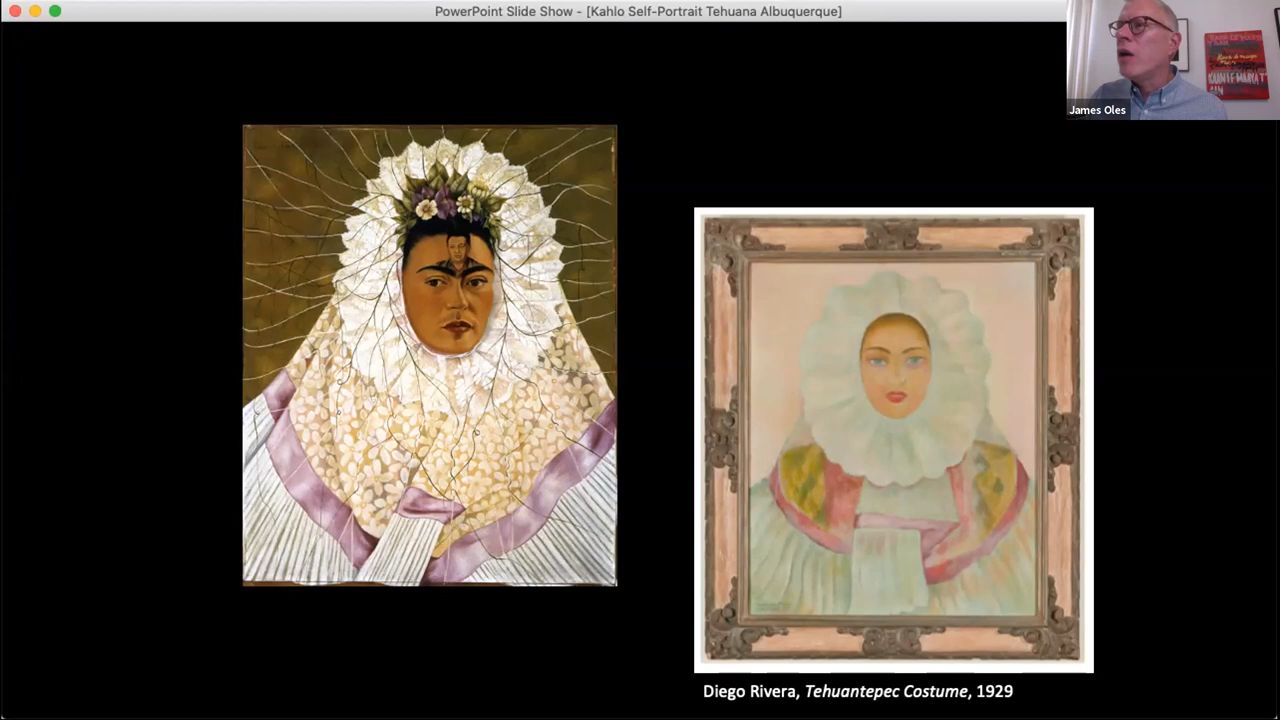 PowerPoint Slide Show - [Kahlo Self-Portrait Tehuana Albuquerque]
James Oles
Diego Rivera, Tehuantepec Costume, 1929